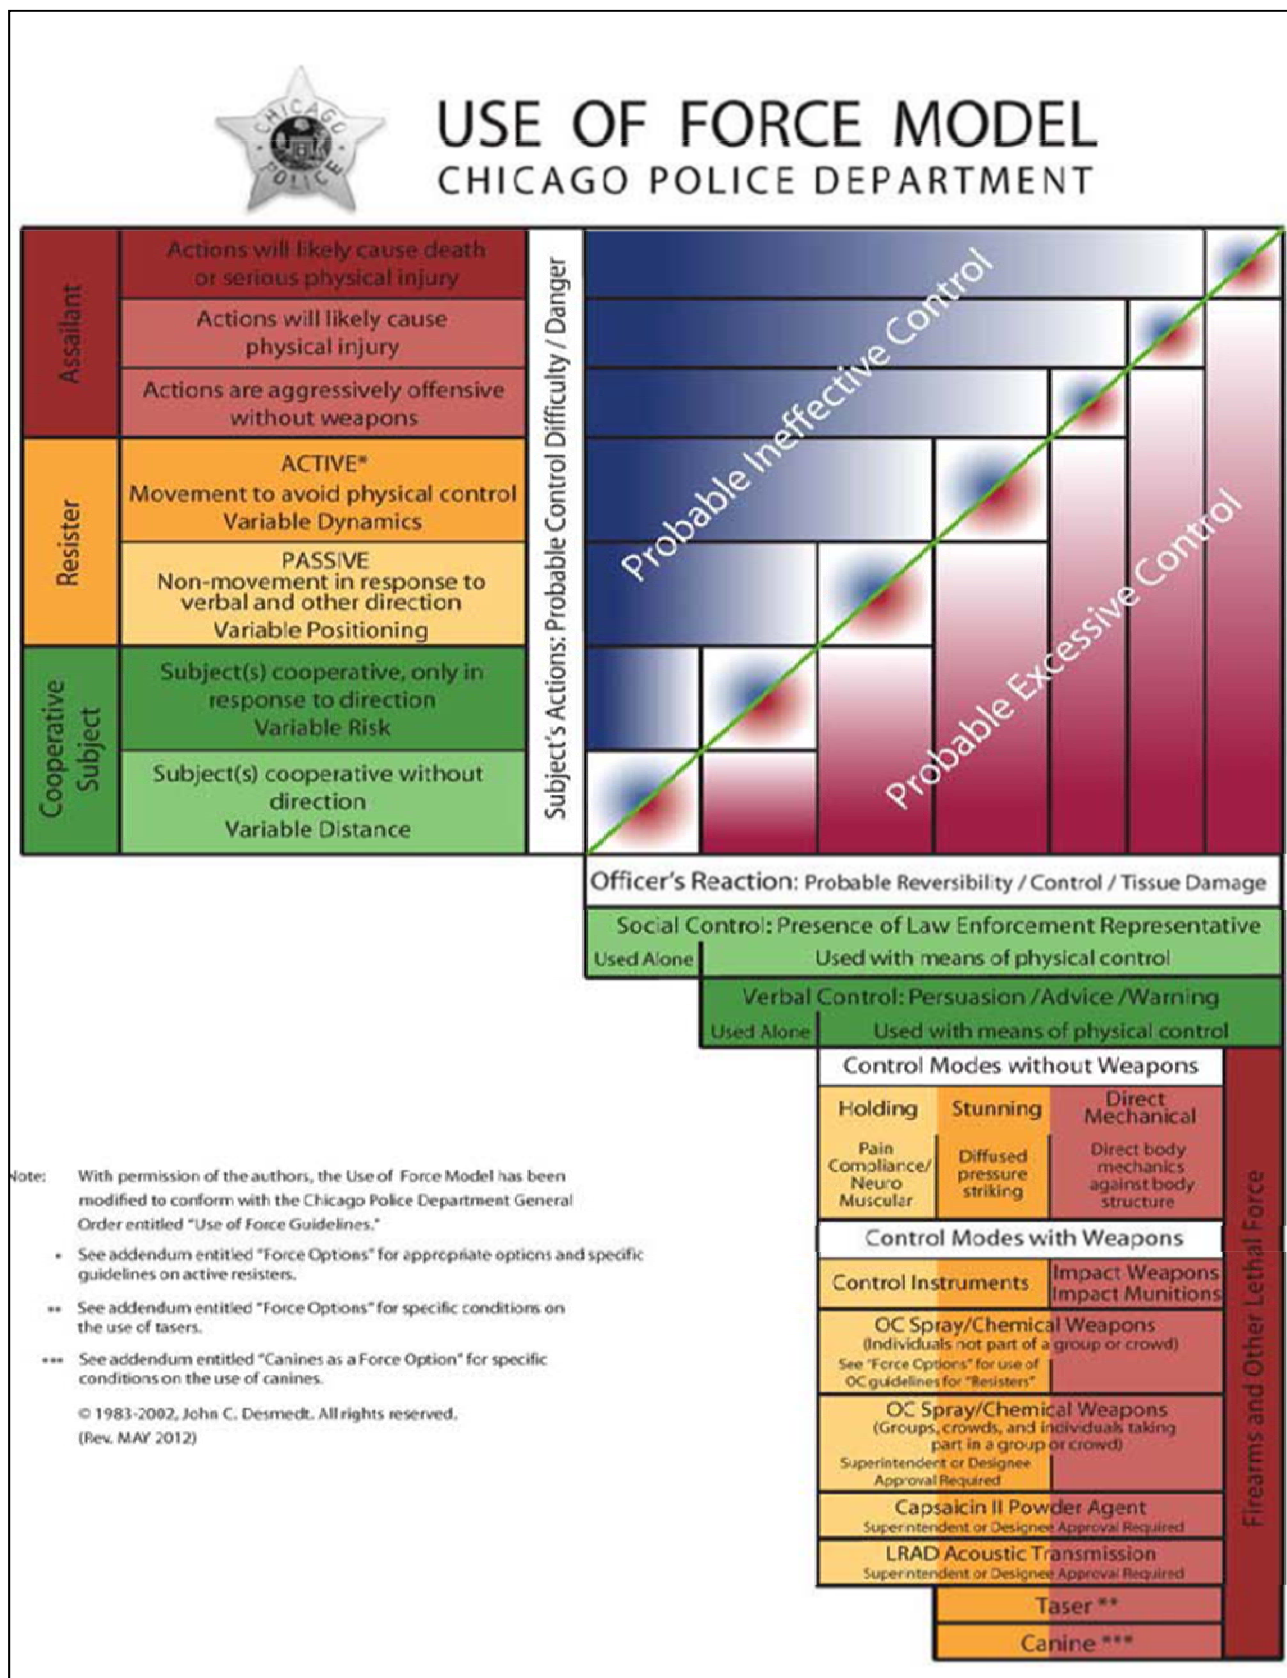 CHICAGO
POLICE
USE OF FORCE MODEL
CHICAGO POLICE DEPARTMENT
Assailant
Actions will likely cause death
or serious physical injury
Actions will likely cause
physical injury
Actions are aggressively offensive
without weapons
Resister
ACTIVE*
Movement to avoid physical control
Variable Dynamics
PASSIVE
Non-movement in response to
verbal and other direction
Variable Positioning
Cooperative
Subject
Subject(s) cooperative, only in
response to direction
Variable Risk
Subject(s) cooperative without
direction
Variable Distance
Subject's Actions: Probable Control Difficulty / Danger
Probable Ineffective Control
Probable Excessive Control
Officer's Reaction: Probable Reversibility / Control / Tissue Damage
Social Control: Presence of Law Enforcement Representative
Used Alone
Used with means of physical control
Verbal Control: Persuasion /Advice /Warning
Used Alone
Used with means of physical control
Control Modes without Weapons
Holding
Stunning
Direct
Mechanical
Pain
Compliance/
Neuro
Muscular
Diffused
pressure
striking
Direct body
mechanics
against body
structure
Control Modes with Weapons
Control Instruments
Impact Weapons
Impact Munitions
OC Spray/Chemical Weapons
(Individuals not part of a group or crowd)
See "Force Options" for use of
OC guidelines for "Resisters"
OC Spray/Chemical Weapons
(Groups, crowds, and individuals taking
part in a group or crowd)
Superintendent or Designee
Approval Required
Capsaicin II Powder Agent
Superintendent or Designee Approval Required
LRAD Acoustic Transmission
Superintendent or Designee Approval Required
Taser **
Canine ***
Firearms and Other Lethal Force
Note: With permission of the authors, the Use of Force Model has been
modified to conform with the Chicago Police Department General
Order entitled "Use of Force Guidelines."
* See addendum entitled "Force Options" for appropriate options and specific
guidelines on active resisters.
** See addendum entitled "Force Options" for specific conditions on
the use of tasers.
*** See addendum entitled "Canines as a Force Option" for specific
conditions on the use of canines.
© 1983-2002, John C. Desmedt. All rights reserved.
(Rev. MAY 2012)